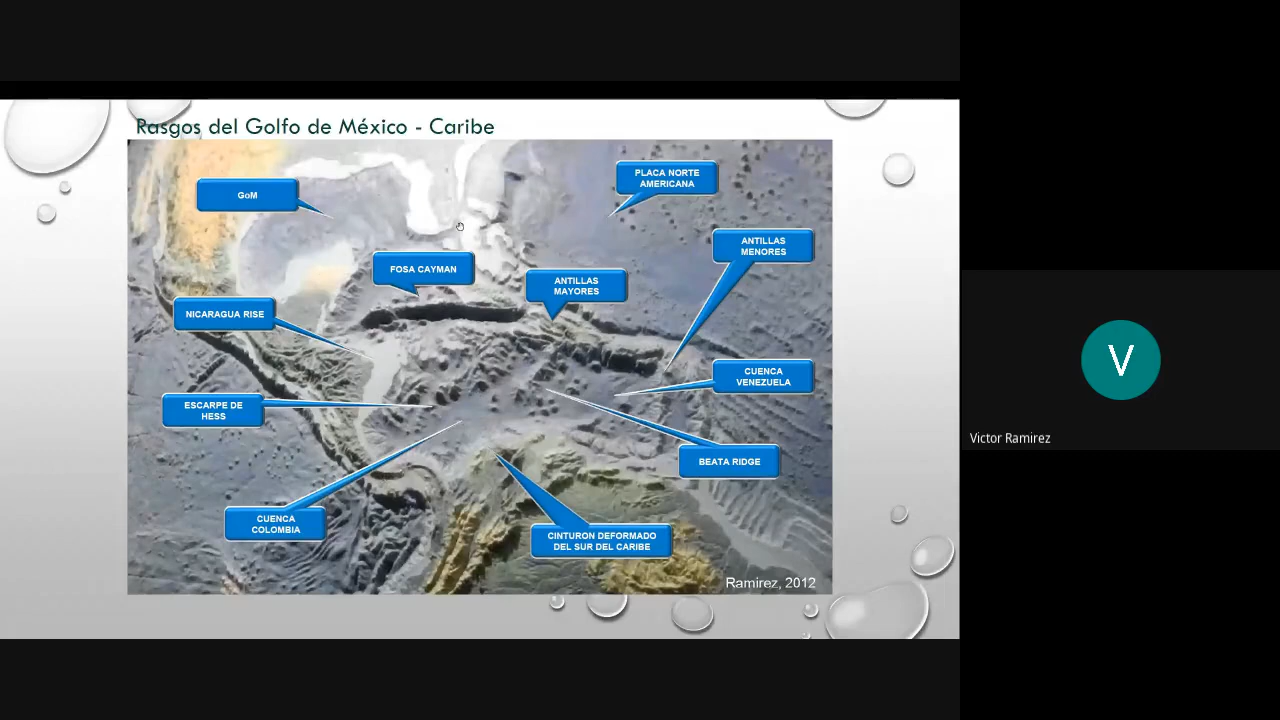 Rasgos del Golfo de México - Caribe
PLACA NORTE
AMERICANA
GoM
ANTILLAS
MENORES
FOSA CAYMAN
ANTILLAS
MAYORES
NICARAGUA RISE
CUENCA
VENEZUELA
ESCARPE DE
HESS
BEATA RIDGE
CUENCA
COLOMBIA
CINTURON DEFORMADO
DEL SUR DEL CARIBE
Ramirez, 2012
V
Victor Ramirez